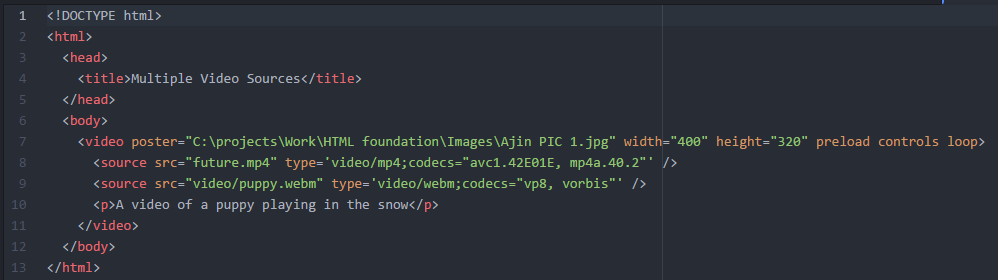 1 <!DOCTYPE html>
2 <html>
3   <head>
4     <title>Multiple Video Sources</title>
5   </head>
6   <body>
7     <video poster="C:\projects\Work\HTML foundation\Images\Ajin PIC 1.jpg" width="400" height="320" preload controls loop>
8       <source src="future.mp4" type='video/mp4;codecs="avc1.42E01E, mp4a.40.2"' />
9       <source src="video/puppy.webm" type='video/webm;codecs="vp8, vorbis"' />
10       <p>A video of a puppy playing in the snow</p>
11     </video>
12   </body>
13 </html>